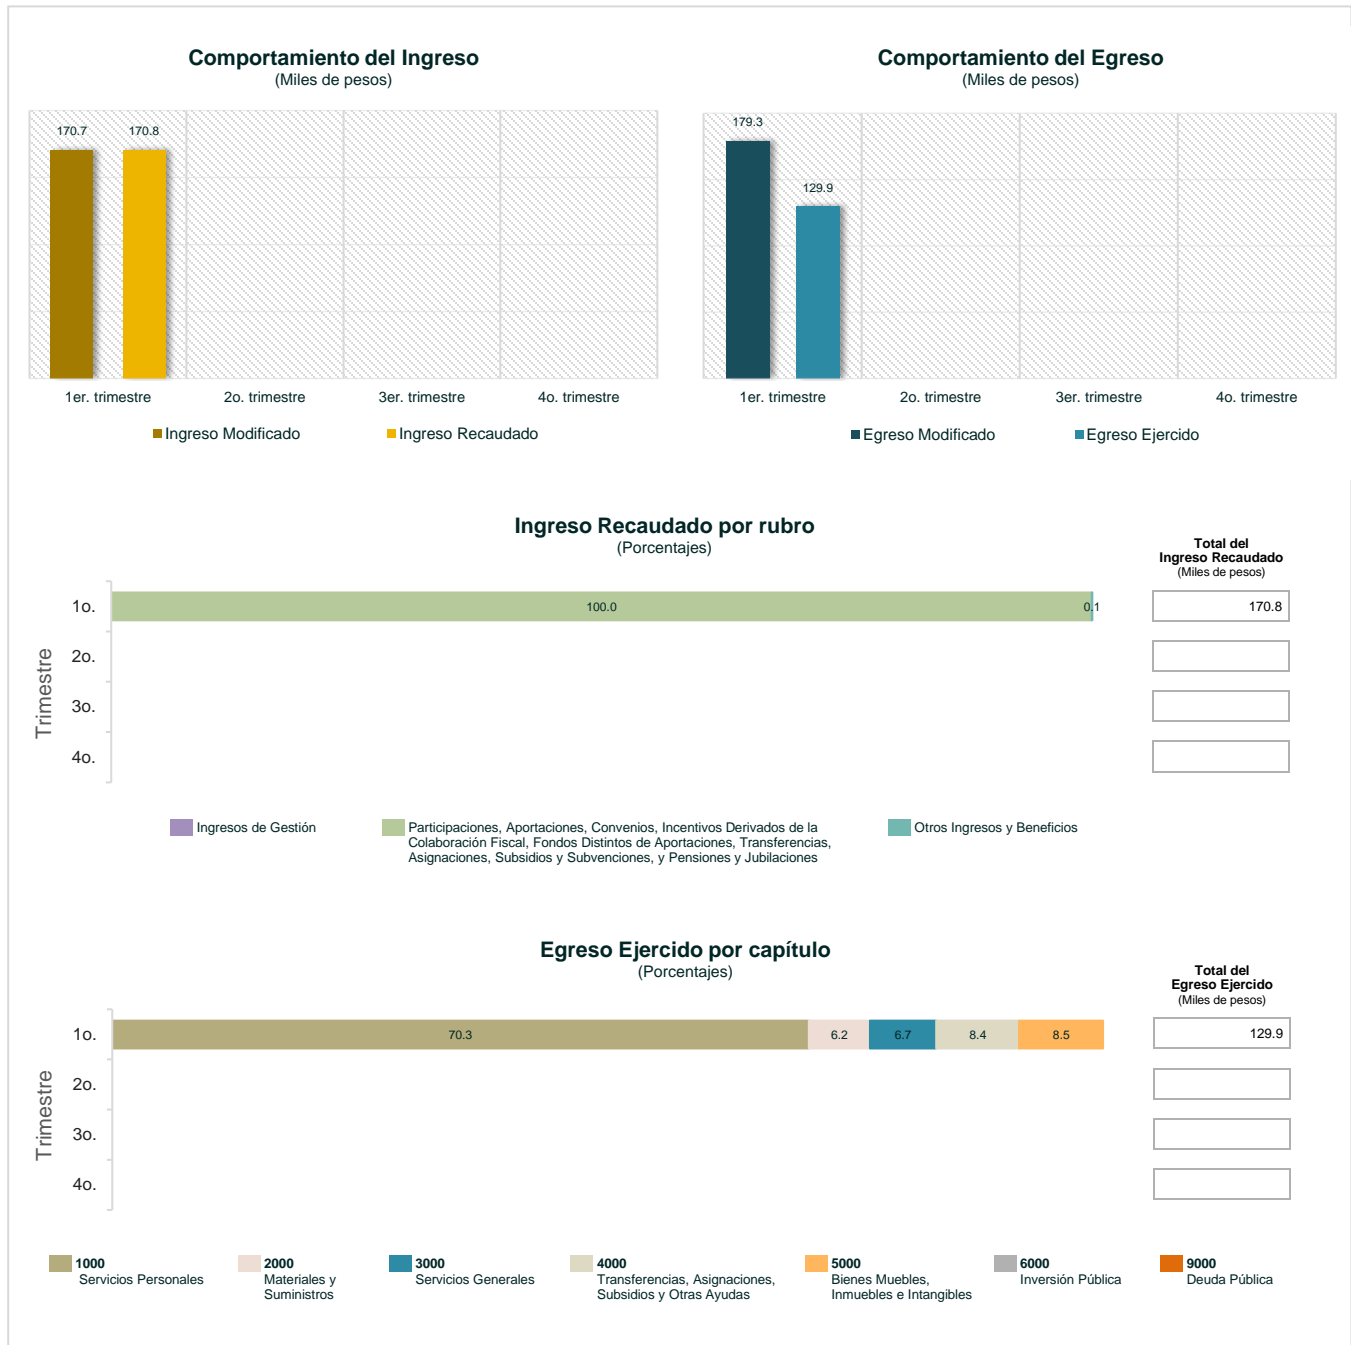 Comportamiento del Ingreso
(Miles de pesos)
170.7
170.8
1er. trimestre
2o. trimestre
3er. trimestre
4o. trimestre
Ingreso Modificado
Ingreso Recaudado
Comportamiento del Egreso
(Miles de pesos)
179.3
129.9
1er. trimestre
2o. trimestre
3er. trimestre
4o. trimestre
Egreso Modificado
Egreso Ejercido
Ingreso Recaudado por rubro
(Porcentajes)
Total del
Ingreso Recaudado
(Miles de pesos)
Trimestre
1o.
100.0
0.1
170.8
2o.
3o.
4o.
Ingresos de Gestión
Participaciones, Aportaciones, Convenios, Incentivos Derivados de la
Colaboración Fiscal, Fondos Distintos de Aportaciones, Transferencias,
Asignaciones, Subsidios y Subvenciones, y Pensiones y Jubilaciones
Otros Ingresos y Beneficios
Egreso Ejercido por capítulo
(Porcentajes)
Total del
Egreso Ejercido
(Miles de pesos)
Trimestre
1o.
70.3
6.2
6.7
8.4
8.5
129.9
2o.
3o.
4o.
1000
Servicios Personales
2000
Materiales y
Suministros
3000
Servicios Generales
4000
Transferencias, Asignaciones,
Subsidios y Otras Ayudas
5000
Bienes Muebles,
Inmuebles e Intangibles
6000
Inversión Pública
9000
Deuda Pública